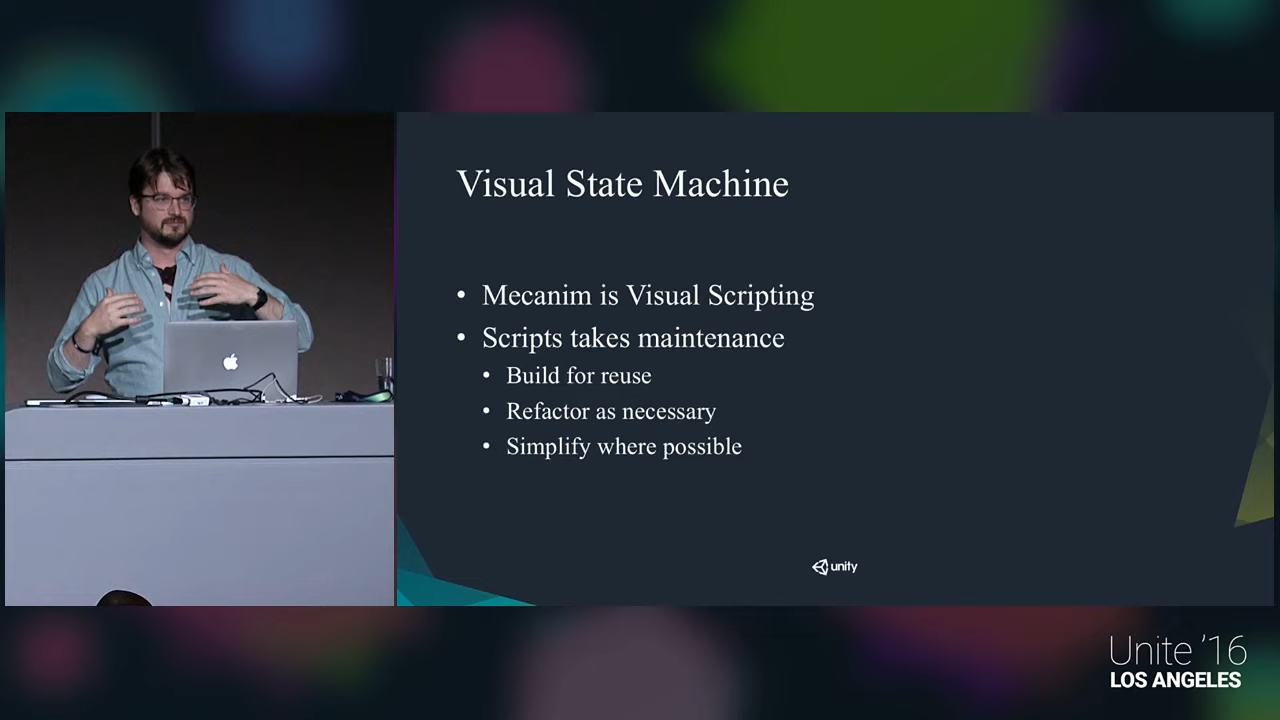 Visual State Machine
• Mecanim is Visual Scripting
• Scripts takes maintenance
• Build for reuse
• Refactor as necessary
• Simplify where possible
unity
Unite '16
LOS ANGELES